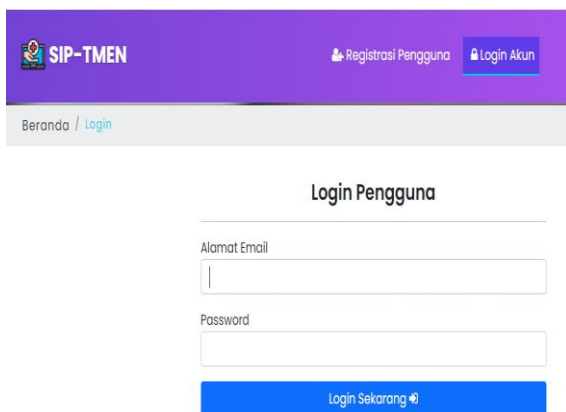 SIP-TMEN
Registrasi Pengguna
Login Akun
Beranda / Login
Login Pengguna
Alamat Email
Password
Login Sekarang